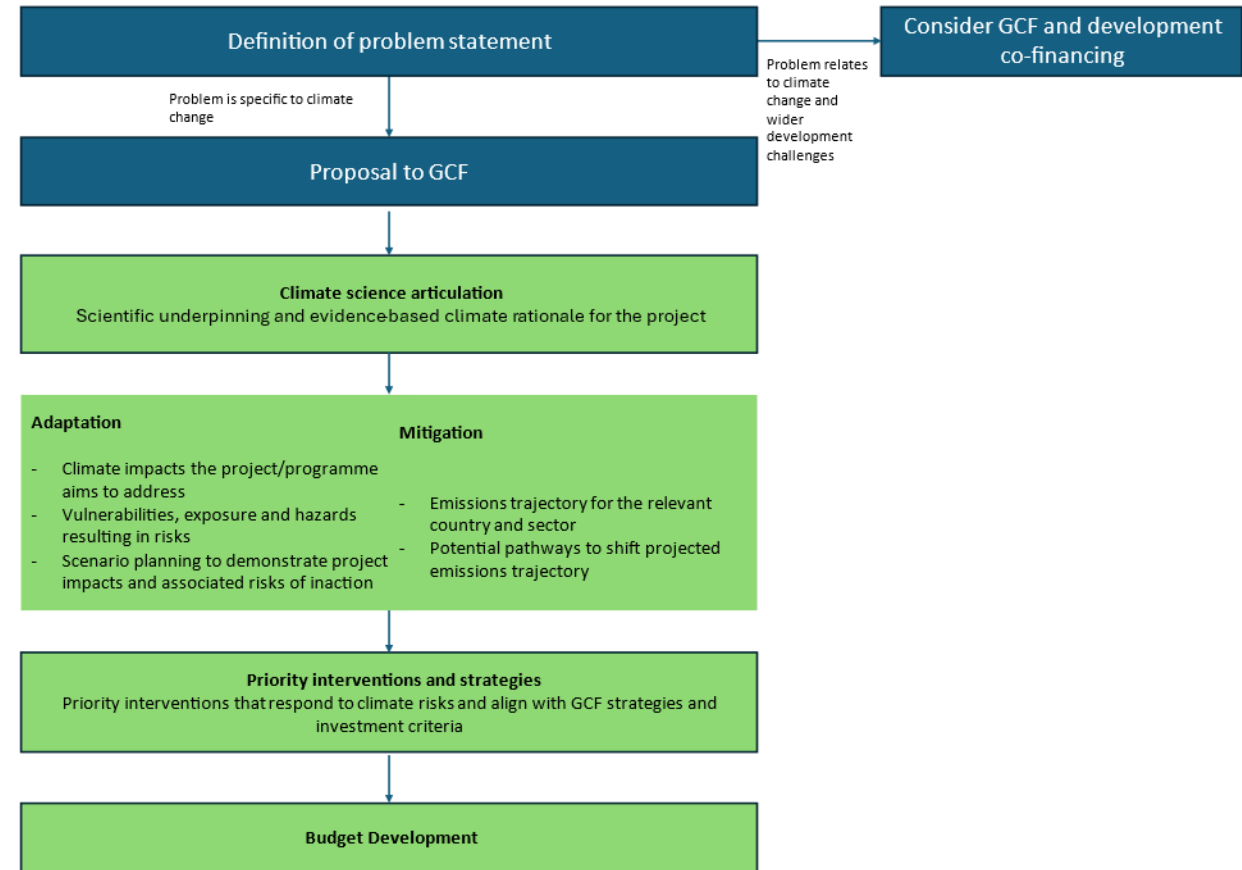 Definition of problem statement
Consider GCF and development
co-financing
Problem is specific to climate
change
Problem relates
to climate
change and
wider
development
challenges
Proposal to GCF
Climate science articulation
Scientific underpinning and evidence-based climate rationale for the project
Adaptation
- Climate impacts the project/programme
aims to address
- Vulnerabilities, exposure and hazards
resulting in risks
- Scenario planning to demonstrate project
impacts and associated risks of inaction
Mitigation
- Emissions trajectory for the relevant
country and sector
- Potential pathways to shift projected
emissions trajectory
Priority interventions and strategies
Priority interventions that respond to climate risks and align with GCF strategies and
investment criteria
Budget Development